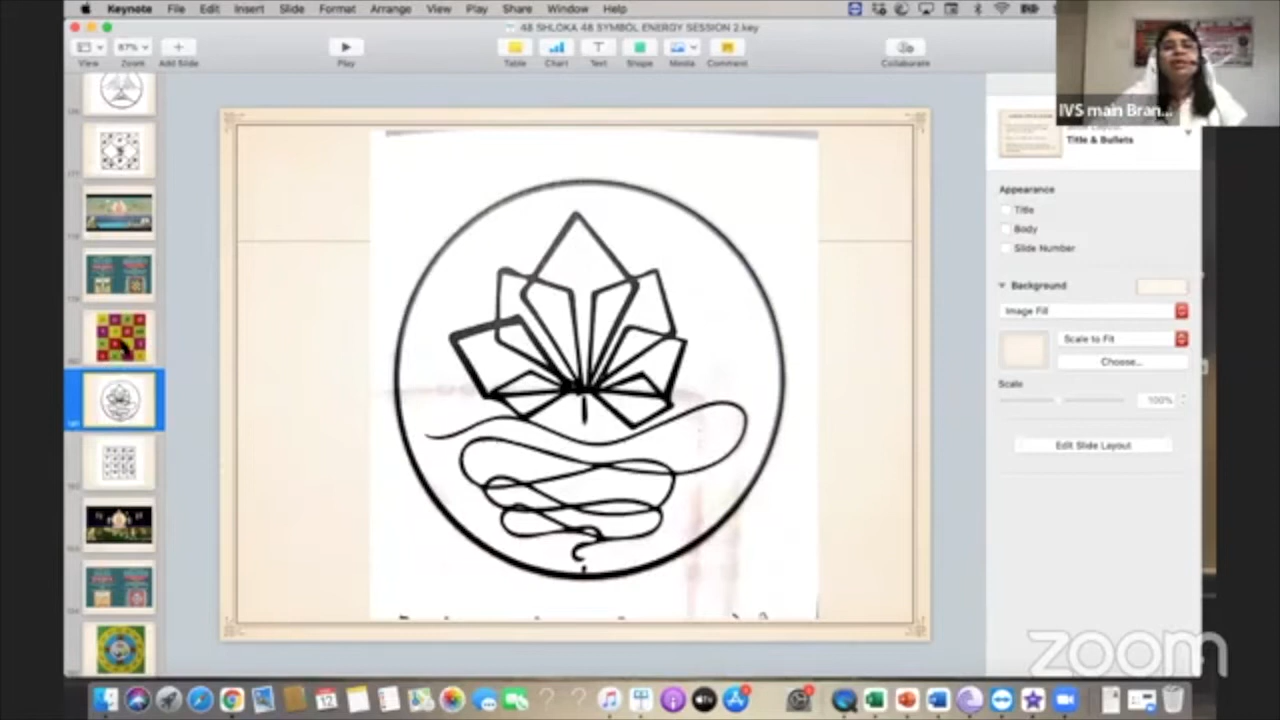 Keynote File Edit Insert Slide Format Arrange View Play Share Window Help
48 SHLOKA 48 SYMBOL ENERGY SESSION 2.key
87%
View Zoom Add Slide Play Table Chart Text Shape Media Comment Collaborate
IVS main Bran...
Title & Bullets
Appearance
Title
Body
Slide Number
Background
Image Fill
Scale to Fit
Choose...
Scale
100%
Edit Slide Layout
zoom